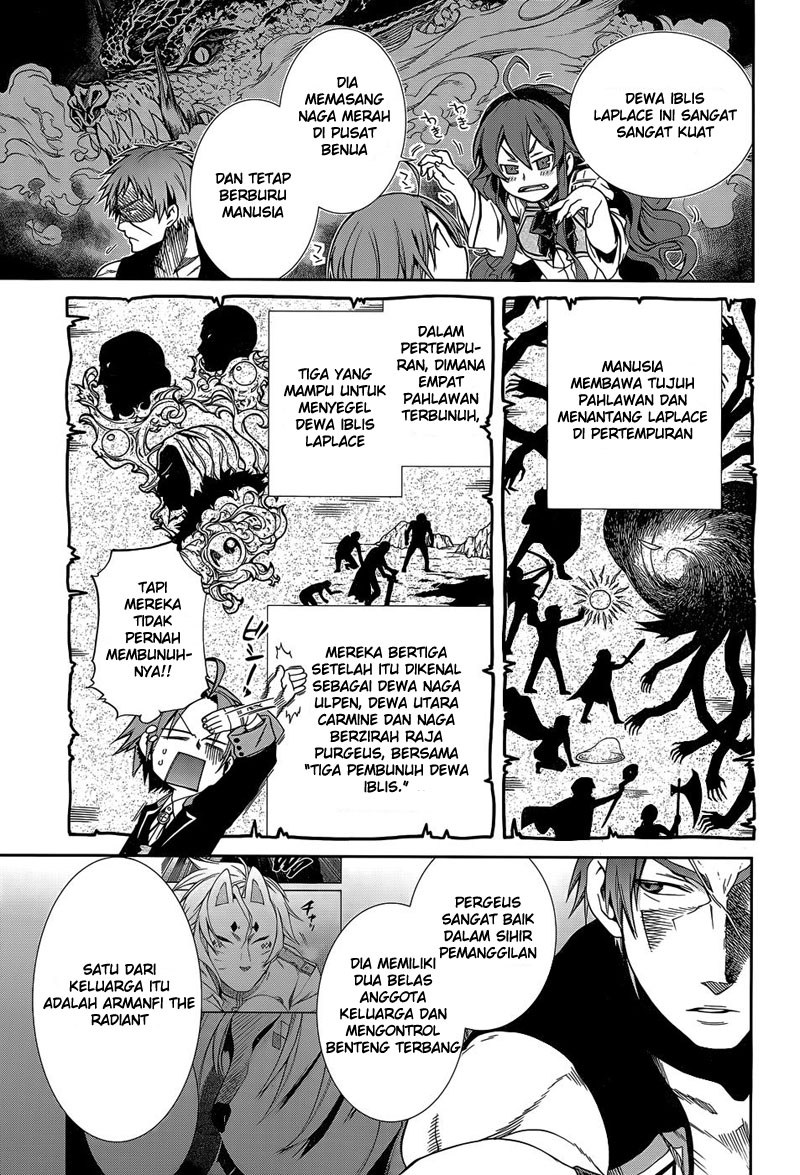 DEWA IBLIS
LAPLACE INI SANGAT
SANGAT KUAT
DIA
MEMASANG
NAGA MERAH
DI PUSAT
BENUA
DAN TETAP
BERBURU
MANUSIA
わき
わき
MANUSIA
MEMBAWA TUJUH
PAHLAWAN DAN
MENANTANG LAPLACE
DI PERTEMPURAN
DALAM
PERTEMPU-
RAN, DIMANA
EMPAT
PAHLAWAN
TERBUNUH,
TIGA YANG
MAMPU UNTUK
MENYEGEL
DEWA IBLIS
LAPLACE
MEREKA BERTIGA
SETELAH ITU DIKENAL
SEBAGAI DEWA NAGA
ULPEN, DEWA UTARA
CARMINE DAN NAGA
BERZIRAH RAJA
PURGEUS, BERSAMA
"TIGA PEMBUNUH DEWA
IBLIS."
TAPI
MEREKA
TIDAK
PERNAH
MEMBUNUH-
NYA!!
PERGEUS
SANGAT BAIK
DALAM SIHIR
PEMANGGILAN
DIA MEMILIKI
DUA BELAS
ANGGOTA
KELUARGA DAN
MENGONTROL
BENTENG TERBANG
SATU DARI
KELUARGA ITU
ADALAH ARMANFI THE
RADIANT